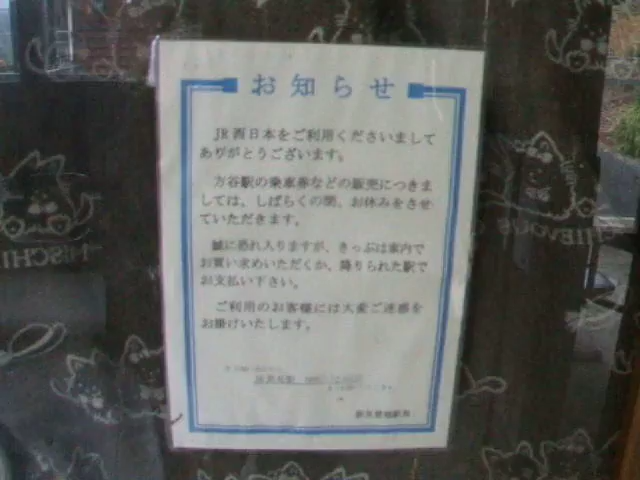 お知らせ
JR西日本をご利用くださいまして
ありがとうございます。
方谷駅の乗車券などの販売につきま
しては、しばらくの間、お休みをさせ
ていただきます。
誠に恐れ入りますが、きっぷは車内で
お買い求めいただくか、降りられた駅で
お支払い下さい。
ご利用のお客様には大変ご迷惑を
お掛けいたします。